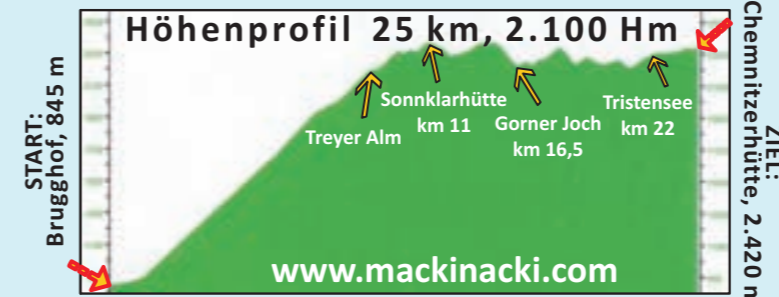 Höhenprofil 25 km, 2.100 Hm
START:
Brugghof, 845 m
Treyer Alm
Sonnklarhütte
km 11
Gorner Joch
km 16,5
Tristensee
km 22
ZIEL:
Chemnitzerhütte, 2.420
www.mackinacki.com